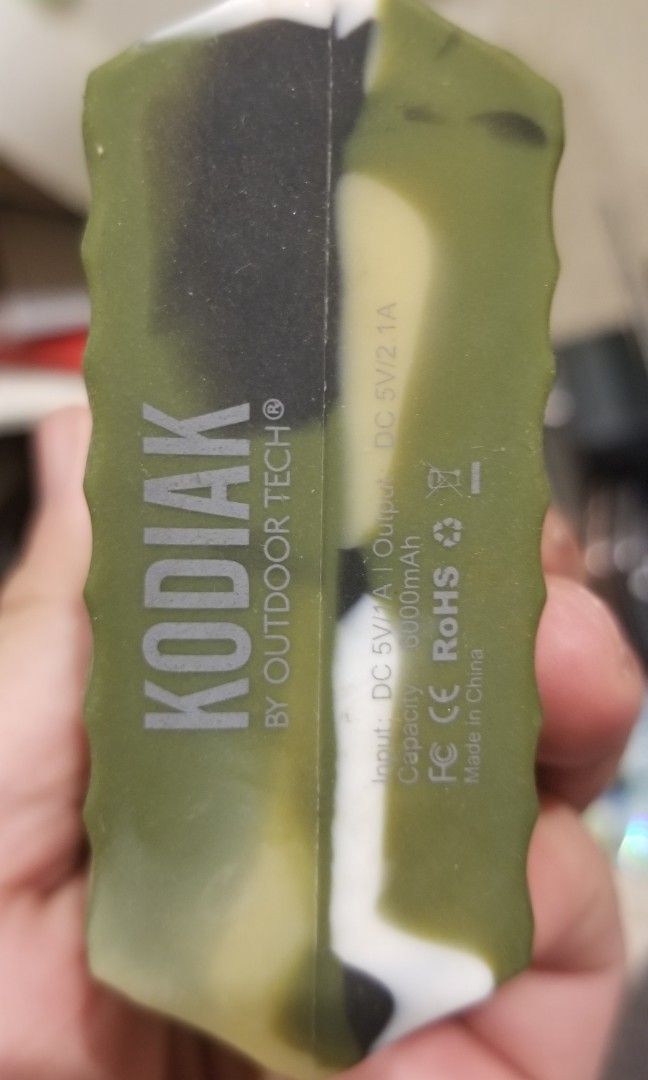 KODIAK
BY OUTDOOR TECH®
Input: DC 5V/1A | Output: DC 5V/2.1A
Capacity 6000mAh
FC CE RoHS
Made in China